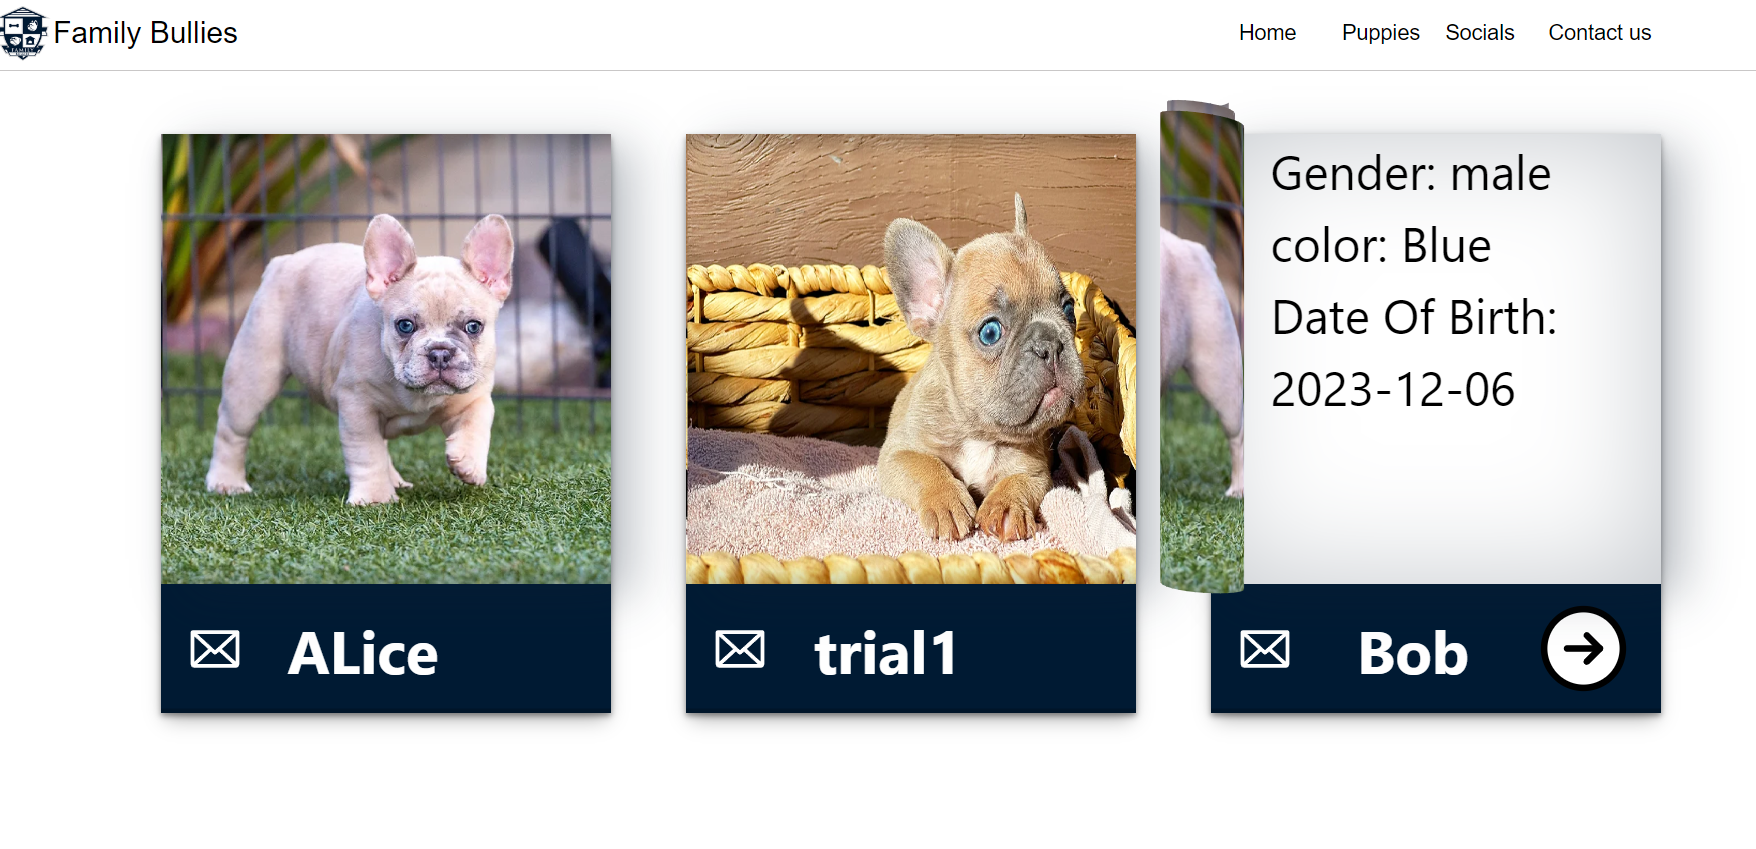 Family Bullies
Home Puppies Socials Contact us
Gender: male
color: Blue
Date Of Birth:
2023-12-06
ALice
trial1
Bob